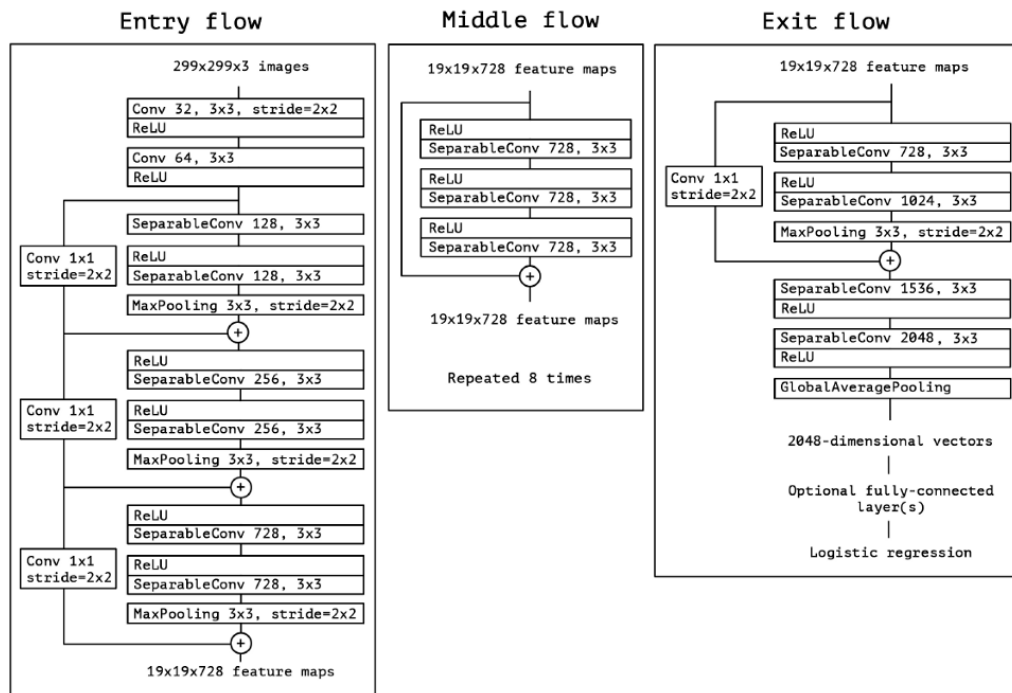 Entry flow
299x299x3 images
Conv 32, 3x3, stride=2x2
ReLU
Conv 64, 3x3
ReLU
SeparableConv 128, 3x3
Conv 1x1
stride=2x2
ReLU
SeparableConv 128, 3x3
MaxPooling 3x3, stride=2x2
+
ReLU
SeparableConv 256, 3x3
Conv 1x1
stride=2x2
ReLU
SeparableConv 256, 3x3
MaxPooling 3x3, stride=2x2
+
ReLU
SeparableConv 728, 3x3
Conv 1x1
stride=2x2
ReLU
SeparableConv 728, 3x3
MaxPooling 3x3, stride=2x2
+
19x19x728 feature maps
Middle flow
19x19x728 feature maps
ReLU
SeparableConv 728, 3x3
ReLU
SeparableConv 728, 3x3
ReLU
SeparableConv 728, 3x3
+
19x19x728 feature maps
Repeated 8 times
Exit flow
19x19x728 feature maps
ReLU
SeparableConv 728, 3x3
Conv 1x1
stride=2x2
ReLU
SeparableConv 1024, 3x3
MaxPooling 3x3, stride=2x2
+
SeparableConv 1536, 3x3
ReLU
SeparableConv 2048, 3x3
ReLU
GlobalAveragePooling
2048-dimensional vectors
Optional fully-connected
layer(s)
Logistic regression